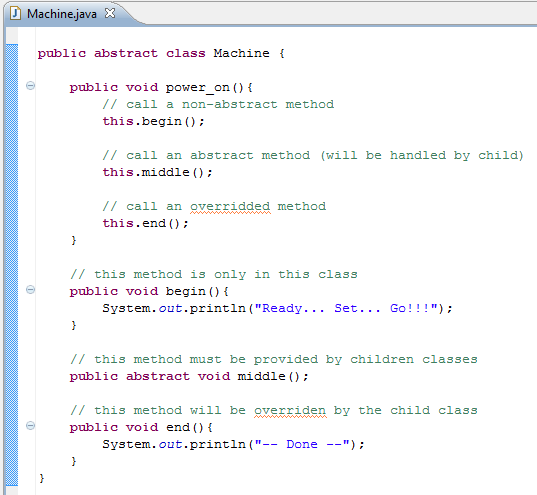 Machine.java
public abstract class Machine {
public void power_on(){
// call a non-abstract method
this.begin();
// call an abstract method (will be handled by child)
this.middle();
// call an overridded method
this.end();
}
// this method is only in this class
public void begin(){
System.out.println("Ready... Set... Go!!!");
}
// this method must be provided by children classes
public abstract void middle();
// this method will be overriden by the child class
public void end(){
System.out.println("-- Done --");
}
}